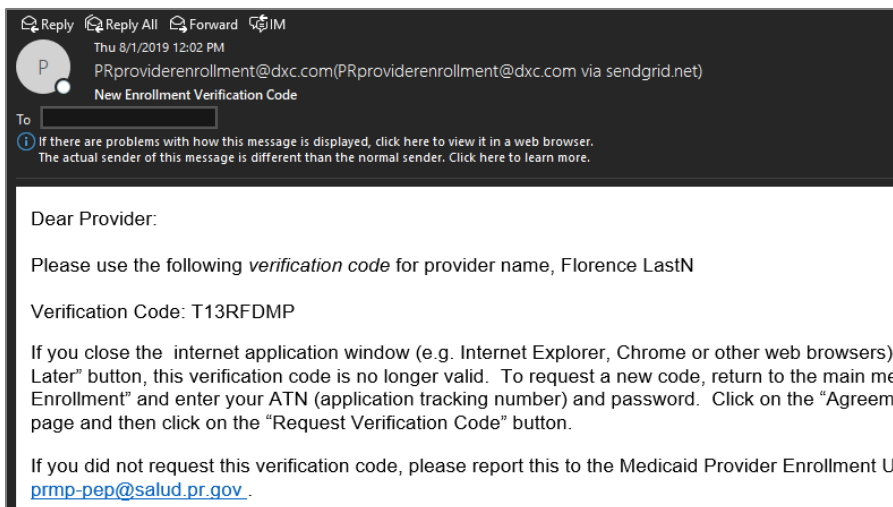 Reply Reply All Forward IM
Thu 8/1/2019 12:02 PM
P
PRproviderenrollment@dxc.com(PRproviderenrollment@dxc.com via sendgrid.net)
New Enrollment Verification Code
To
If there are problems with how this message is displayed, click here to view it in a web browser.
The actual sender of this message is different than the normal sender. Click here to learn more.
Dear Provider:
Please use the following verification code for provider name, Florence LastN
Verification Code: T13RFDMP
If you close the internet application window (e.g. Internet Explorer, Chrome or other web browsers)
Later” button, this verification code is no longer valid. To request a new code, return to the main me
Enrollment” and enter your ATN (application tracking number) and password. Click on the “Agreem
page and then click on the “Request Verification Code” button.
If you did not request this verification code, please report this to the Medicaid Provider Enrollment U
prmp-pep@salud.pr.gov .